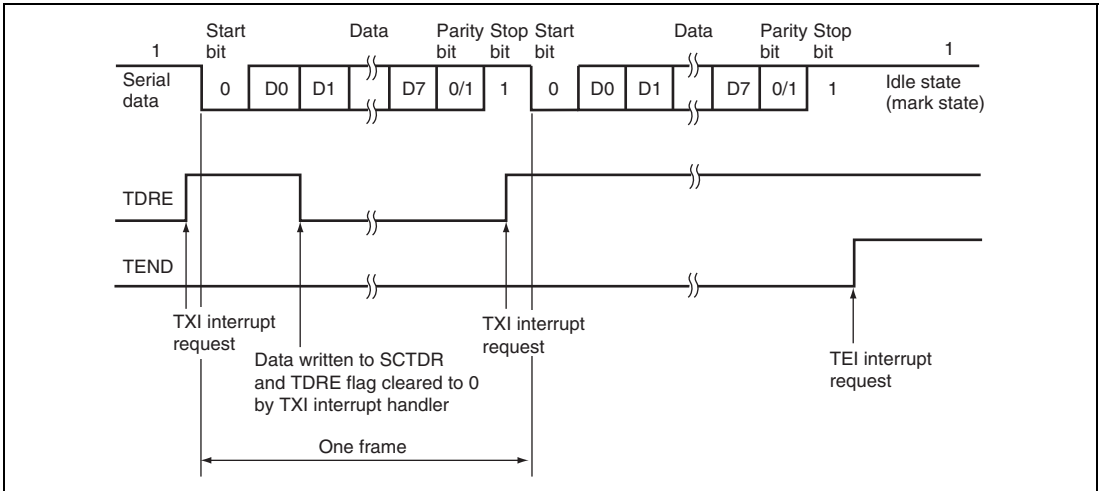 Start bit
Data
Parity bit
Stop bit
Start bit
Data
Parity bit
Stop bit
1
1
Serial data
0
D0
D1
D7
0/1
1
0
D0
D1
D7
0/1
1
Idle state (mark state)
TDRE
TEND
TXI interrupt request
Data written to SCTDR
and TDRE flag cleared to 0
by TXI interrupt handler
TXI interrupt request
TEI interrupt request
One frame